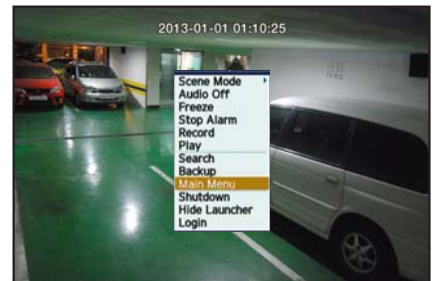 2013-01-01 01:10:25
Scene Mode
Audio Off
Freeze
Stop Alarm
Record
Play
Search
Backup
Main Menu
Shutdown
Hide Launcher
Login